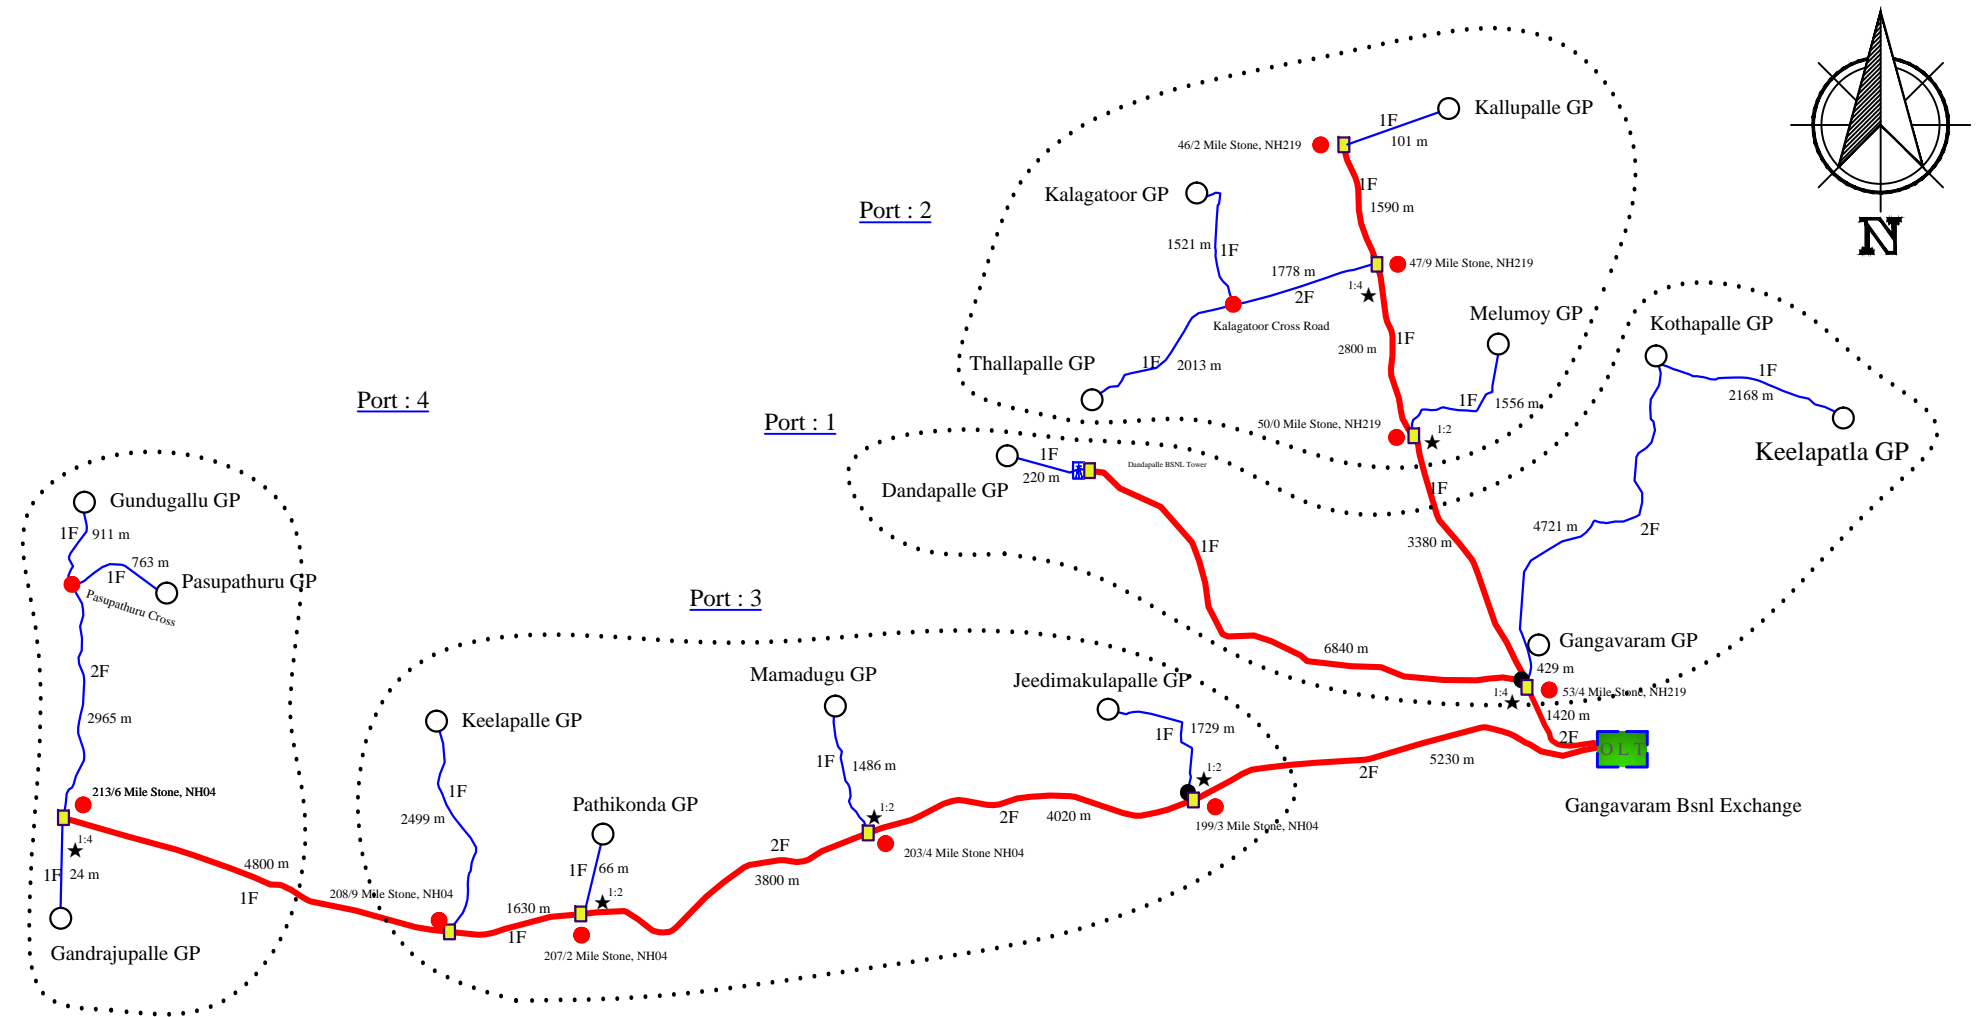 Kallupalle GP
1F
101 m
46/2 Mile Stone, NH219
1F
1590 m
Kalagatoor GP
Port : 2
N
1521 m
1F
1778 m
2F
47/9 Mile Stone, NH219
1:4
Kalagatoor Cross Road
Melumoy GP
Kothapalle GP
1F
2800 m
Thallapalle GP
1F
2013 m
1F
2168 m
Port : 4
Port : 1
1F
1556 m
50/0 Mile Stone, NH219
1:2
Keelapatla GP
1F
220 m
Dandapalle BSNL Tower
Dandapalle GP
1F
Gundugallu GP
1F
911 m
4721 m
2F
3380 m
1F
763 m
1F
Pasupathuru GP
Pasupathuru Cross
Port : 3
Gangavaram GP
6840 m
429 m
2F
Mamadugu GP
Jeedimakulapalle GP
1:4
53/4 Mile Stone, NH219
2965 m
Keelapalle GP
1729 m
1F
1420 m
2F
OLT
5230 m
2F
1F
1486 m
1:2
213/6 Mile Stone, NH04
1F
2499 m
Pathikonda GP
1:2
2F
4020 m
199/3 Mile Stone, NH04
Gangavaram Bsnl Exchange
1:4
2F
3800 m
203/4 Mile Stone NH04
4800 m
1F
1F
24 m
1F
66 m
1:2
208/9 Mile Stone, NH04
1630 m
1F
207/2 Mile Stone, NH04
Gandrajupalle GP